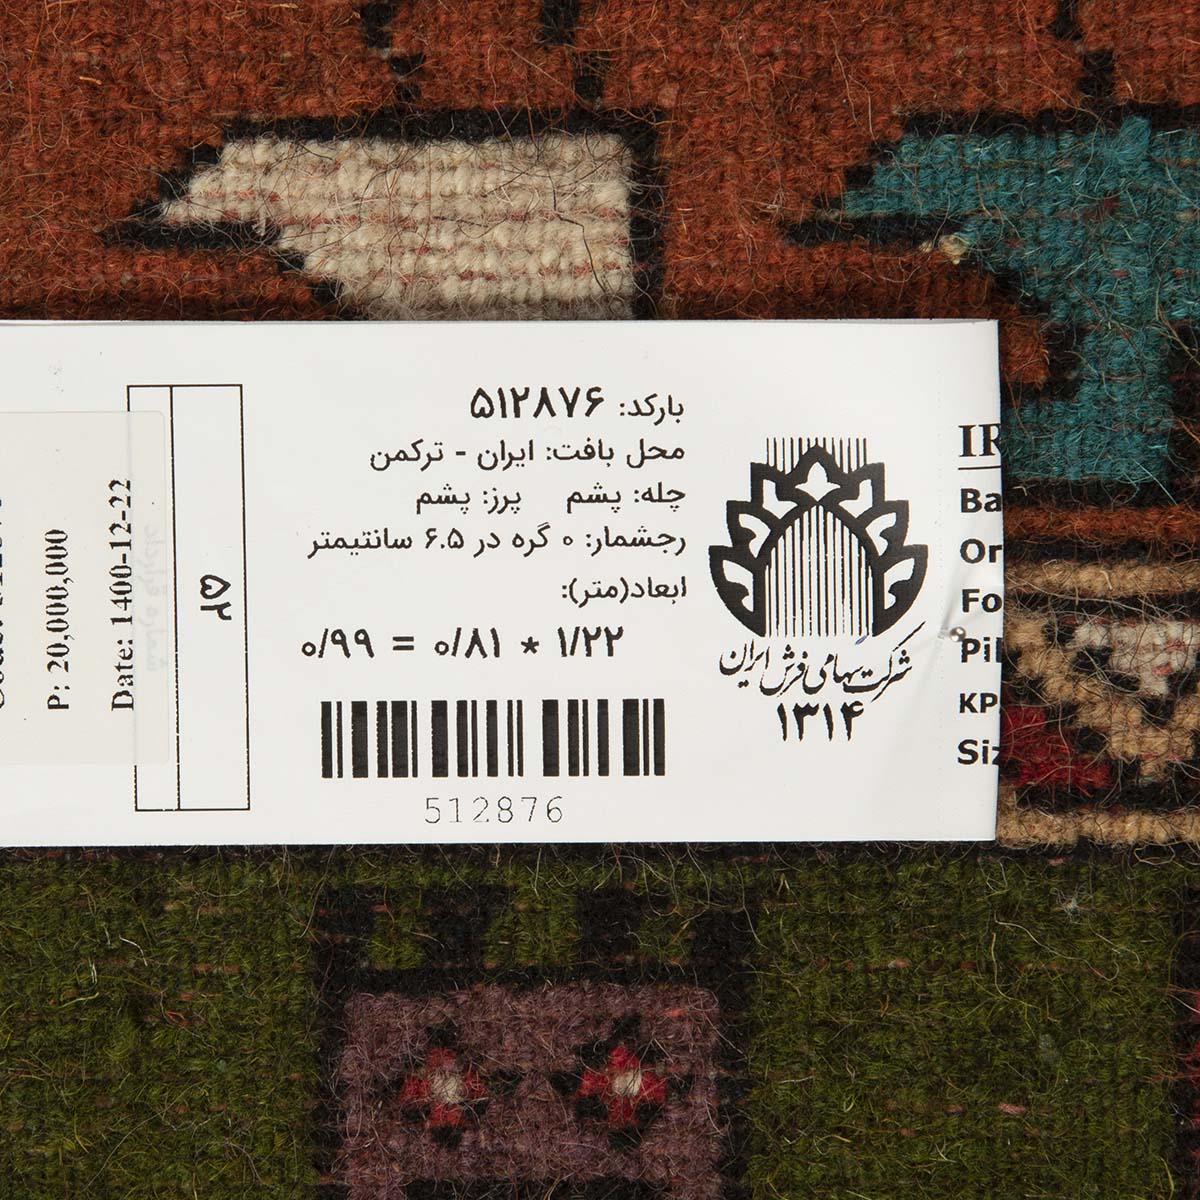 بارکد: ۵۱۲۸۷۶
محل بافت: ایران - ترکمن
چله: پشم پرز: پشم
رجشمار: ۰ گره در ۶.۵ سانتیمتر
ابعاد(متر):
۰/۹۹ = ۰/۸۱ * ۱/۲۲
512876
شرکت سهامی فرش ایران
۱۳۱۴
IR
Ba
Or
Fo
Pil
KP
Siz
۵۲
Date: 1400-12-22
P: 20,000,000